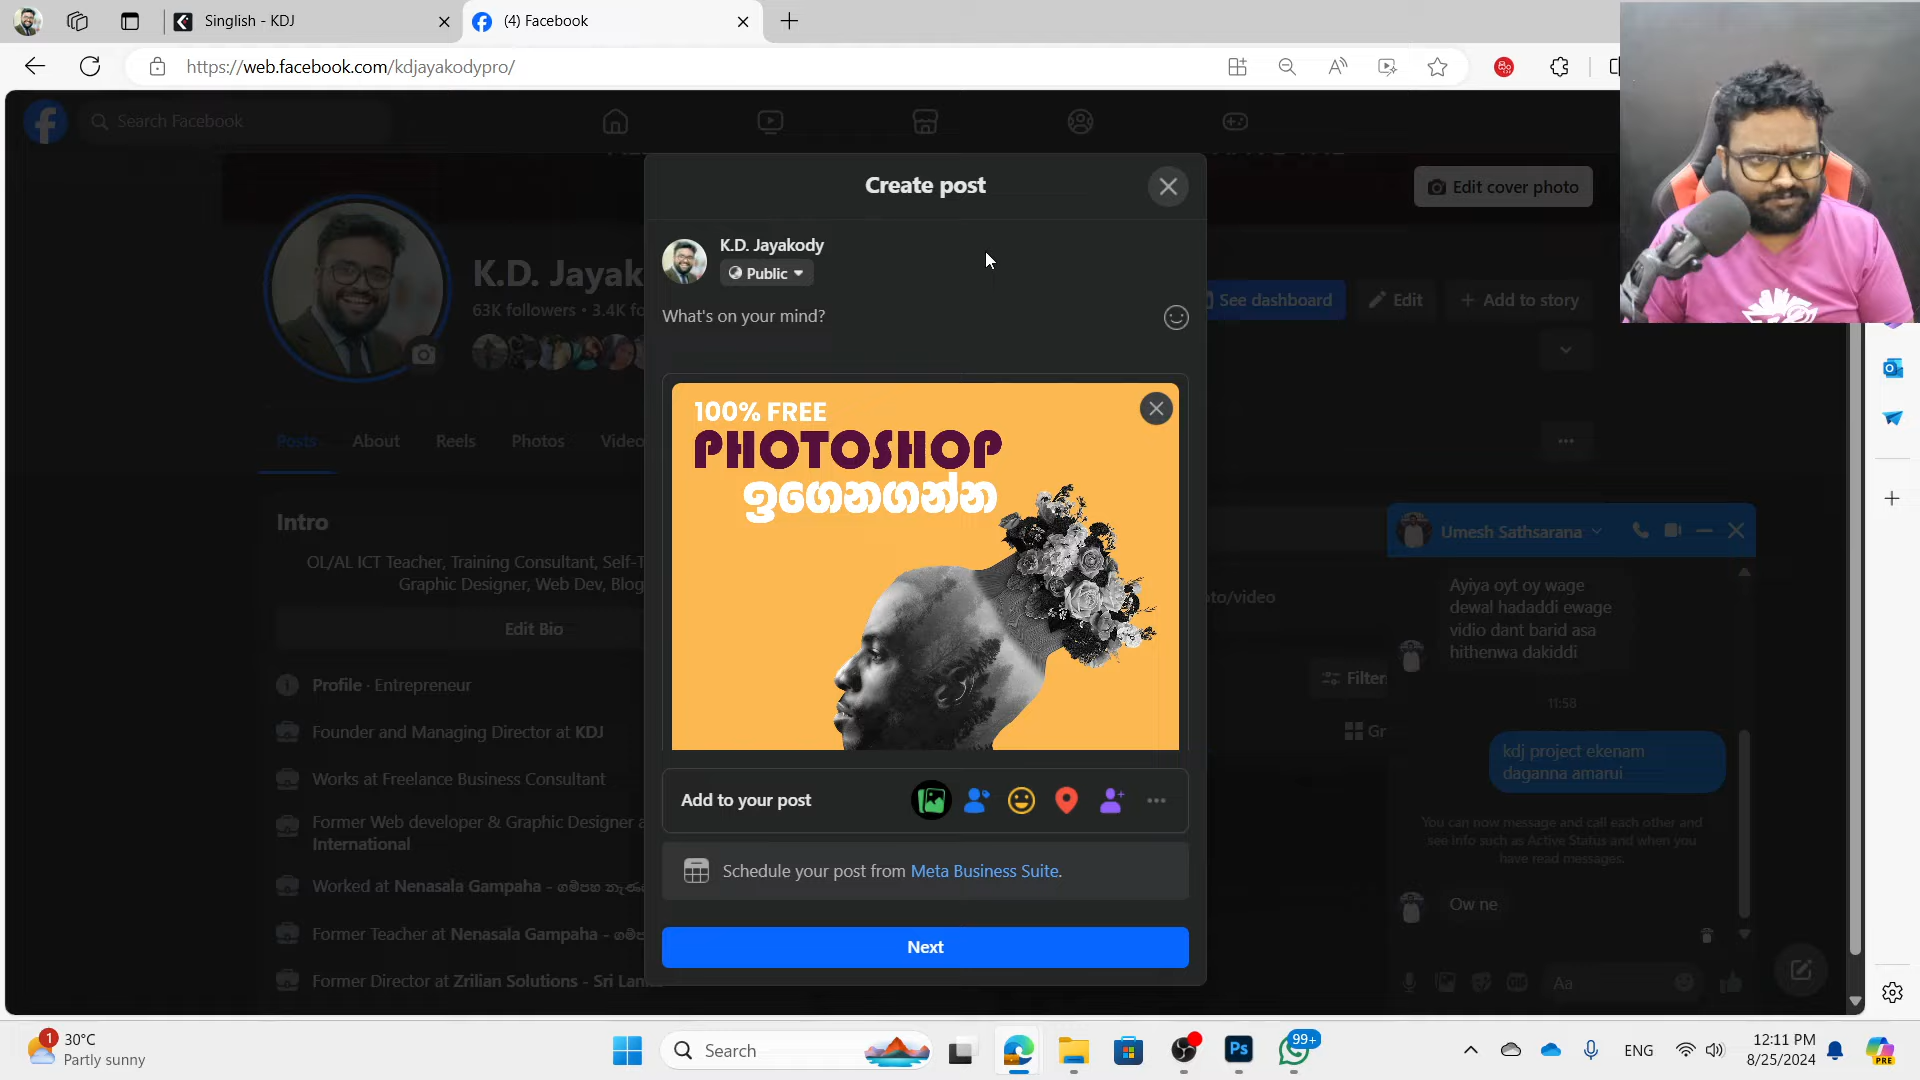 Singlish - KDJ
(4) Facebook
https://web.facebook.com/kdjayakodypro/
Search Facebook
Create post
Edit cover photo
K.D. Jayakody
Public
K.D. Jayak
63K followers • 3.4K fo
See dashboard
Edit
+ Add to story
What's on your mind?
100% FREE
PHOTOSHOP
ඉගෙනගන්න
Posts
About
Reels
Photos
Video
Intro
OL/AL ICT Teacher, Training Consultant, Self-T
Graphic Designer, Web Dev, Blog
Edit Bio
Profile · Entrepreneur
Founder and Managing Director at KDJ
Works at Freelance Business Consultant
Former Web developer & Graphic Designer a
International
Worked at Nenasala Gampaha - ගම්පහ
Former Teacher at Nenasala Gampaha -
Former Director at Zrilian Solutions - Sri Lan
to/video
Filter
Gr
Umesh Sathsarana
Ayiya oyt oy wage
dewal hadaddi ewage
vidio dant barid asa
hithenwa dakiddi
11:58
kdj project ekenam
daganna amarui
You can now message and call each other and
see info such as Active Status and when you
have read messages.
Ow ne
Aa
Add to your post
Schedule your post from Meta Business Suite.
Next
1
30°C
Partly sunny
Search
Ps
99+
ENG
12:11 PM
8/25/2024
PRE